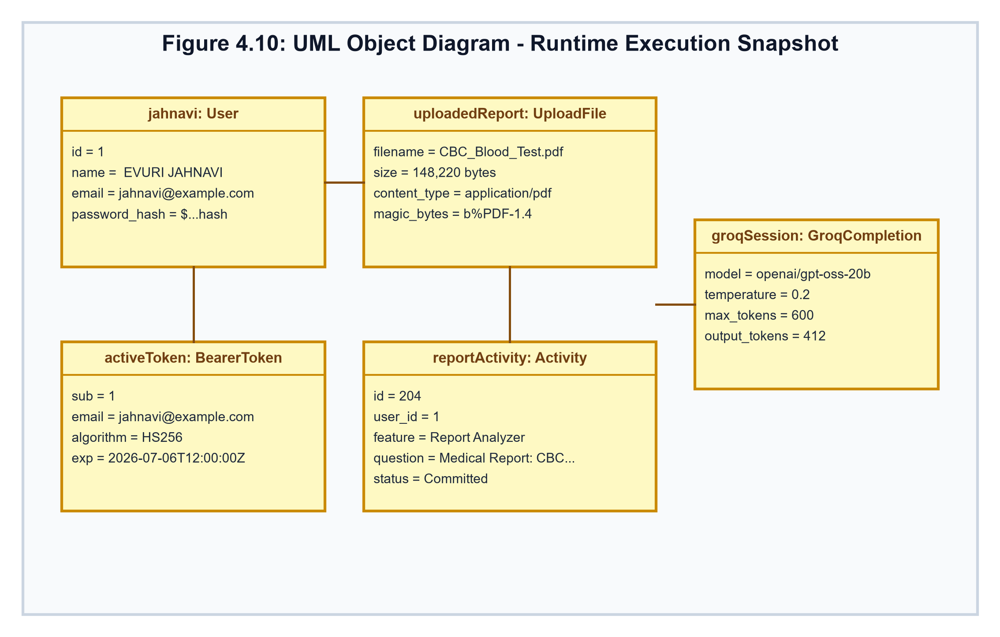 Figure 4.10: UML Object Diagram - Runtime Execution Snapshot
jahnavi: User
id = 1
name =  EVURI JAHNAVI
email = jahnavi@example.com
password_hash = $...hash
uploadedReport: UploadFile
filename = CBC_Blood_Test.pdf
size = 148,220 bytes
content_type = application/pdf
magic_bytes = b%PDF-1.4
groqSession: GroqCompletion
model = openai/gpt-oss-20b
temperature = 0.2
max_tokens = 600
output_tokens = 412
activeToken: BearerToken
sub = 1
email = jahnavi@example.com
algorithm = HS256
exp = 2026-07-06T12:00:00Z
reportActivity: Activity
id = 204
user_id = 1
feature = Report Analyzer
question = Medical Report: CBC...
status = Committed